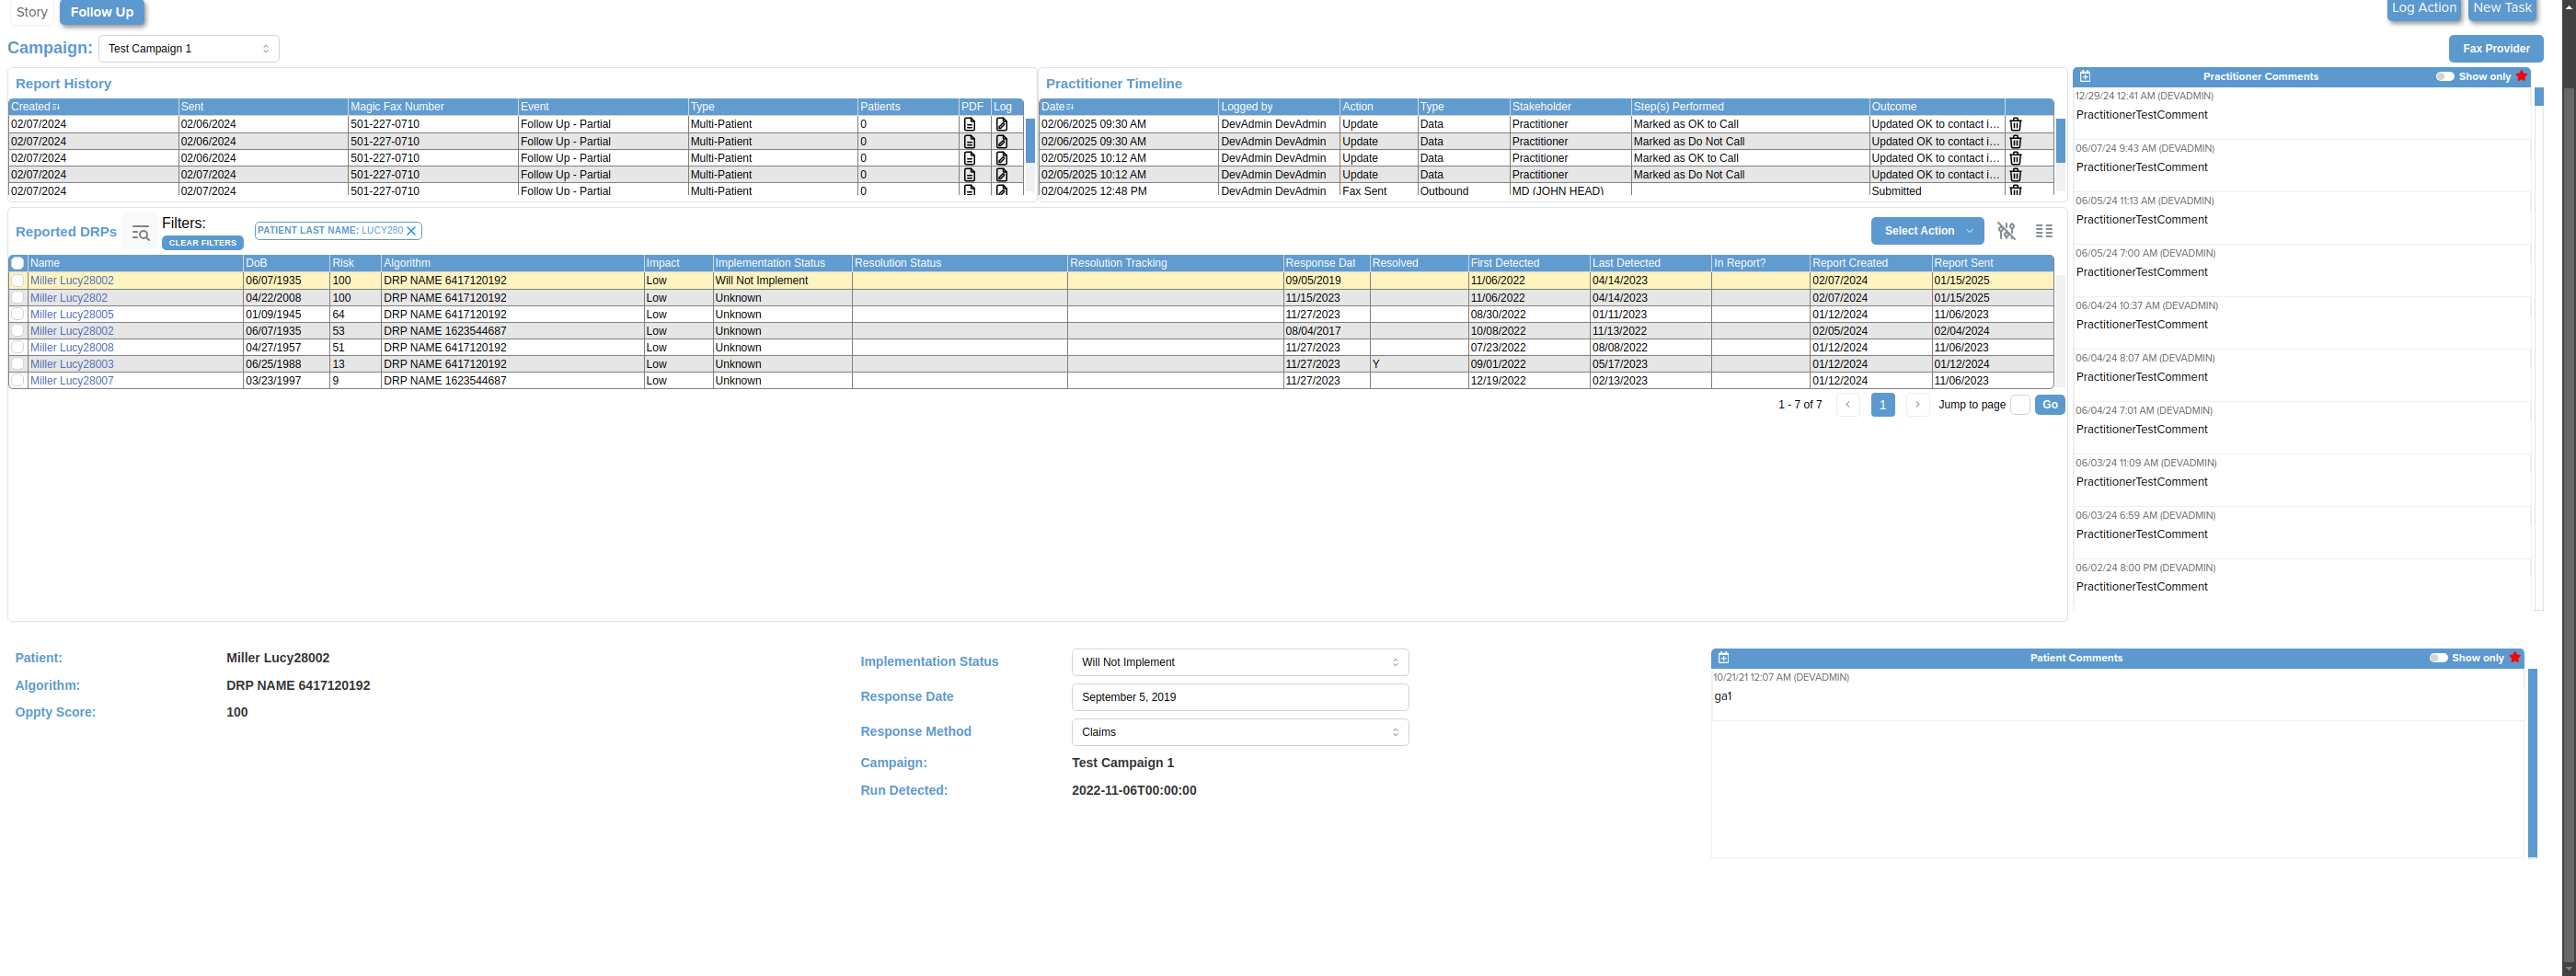 Story Follow Up Log Action New Task
Campaign: Test Campaign 1 Fax Provider
Report History
Created Sent Magic Fax Number Event Type Patients PDF Log
02/07/2024 02/06/2024 501-227-0710 Follow Up - Partial Multi-Patient 0
02/07/2024 02/06/2024 501-227-0710 Follow Up - Partial Multi-Patient 0
02/07/2024 02/06/2024 501-227-0710 Follow Up - Partial Multi-Patient 0
02/07/2024 02/07/2024 501-227-0710 Follow Up - Partial Multi-Patient 0
02/07/2024 02/07/2024 501-227-0710 Follow Up - Partial Multi-Patient 0
Practitioner Timeline
Date Logged by Action Type Stakeholder Step(s) Performed Outcome
02/06/2025 09:30 AM DevAdmin DevAdmin Update Data Practitioner Marked as OK to Call Updated OK to contact i...
02/06/2025 09:30 AM DevAdmin DevAdmin Update Data Practitioner Marked as Do Not Call Updated OK to contact i...
02/05/2025 10:12 AM DevAdmin DevAdmin Update Data Practitioner Marked as OK to Call Updated OK to contact i...
02/05/2025 10:12 AM DevAdmin DevAdmin Update Data Practitioner Marked as Do Not Call Updated OK to contact i...
02/04/2025 12:48 PM DevAdmin DevAdmin Fax Sent Outbound MD (JOHN HEAD) Submitted
Practitioner Comments Show only
12/29/24 12:41 AM (DEVADMIN)
PractitionerTestComment
06/07/24 9:43 AM (DEVADMIN)
PractitionerTestComment
06/05/24 11:13 AM (DEVADMIN)
PractitionerTestComment
06/05/24 7:00 AM (DEVADMIN)
PractitionerTestComment
06/04/24 10:37 AM (DEVADMIN)
PractitionerTestComment
06/04/24 8:07 AM (DEVADMIN)
PractitionerTestComment
06/04/24 7:01 AM (DEVADMIN)
PractitionerTestComment
06/03/24 11:09 AM (DEVADMIN)
PractitionerTestComment
06/03/24 6:59 AM (DEVADMIN)
PractitionerTestComment
06/02/24 8:00 PM (DEVADMIN)
PractitionerTestComment
Reported DRPs Filters: PATIENT LAST NAME: LUCY280 Select Action
CLEAR FILTERS
Name DoB Risk Algorithm Impact Implementation Status Resolution Status Resolution Tracking Response Dat Resolved First Detected Last Detected In Report? Report Created Report Sent
Miller Lucy28002 06/07/1935 100 DRP NAME 6417120192 Low Will Not Implement 09/05/2019 11/06/2022 04/14/2023 02/07/2024 01/15/2025
Miller Lucy2802 04/22/2008 100 DRP NAME 6417120192 Low Unknown 11/15/2023 11/06/2022 04/14/2023 02/07/2024 01/15/2025
Miller Lucy28005 01/09/1945 64 DRP NAME 6417120192 Low Unknown 11/27/2023 08/30/2022 01/11/2023 01/12/2024 11/06/2023
Miller Lucy28002 06/07/1935 53 DRP NAME 1623544687 Low Unknown 08/04/2017 10/08/2022 11/13/2022 02/05/2024 02/04/2024
Miller Lucy28008 04/27/1957 51 DRP NAME 6417120192 Low Unknown 11/27/2023 07/23/2022 08/08/2022 01/12/2024 11/06/2023
Miller Lucy28003 06/25/1988 13 DRP NAME 6417120192 Low Unknown 11/27/2023 Y 09/01/2022 05/17/2023 01/12/2024 01/12/2024
Miller Lucy28007 03/23/1997 9 DRP NAME 1623544687 Low Unknown 11/27/2023 12/19/2022 02/13/2023 01/12/2024 11/06/2023
1 - 7 of 7 1 Jump to page Go
Patient: Miller Lucy28002
Algorithm: DRP NAME 6417120192
Oppty Score: 100
Implementation Status Will Not Implement
Response Date September 5, 2019
Response Method Claims
Campaign: Test Campaign 1
Run Detected: 2022-11-06T00:00:00
Patient Comments Show only
10/21/21 12:07 AM (DEVADMIN)
ga1